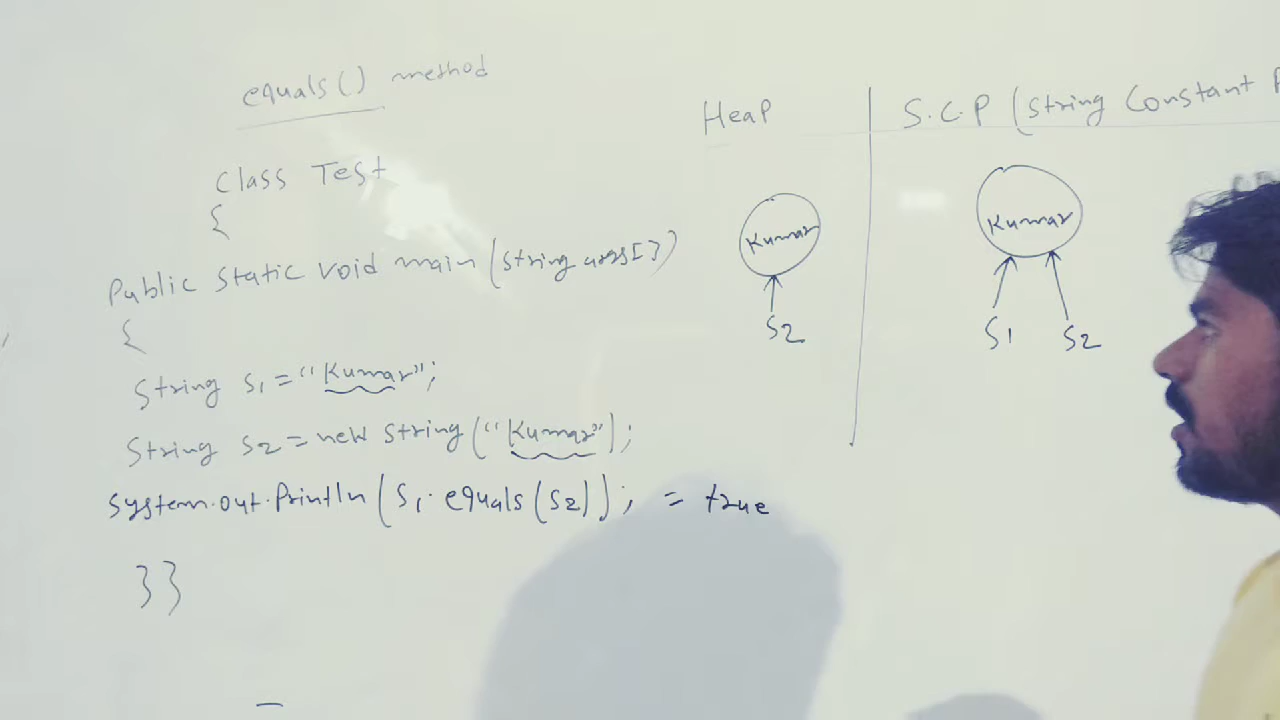 equals() method
class Test
{
Public static void main (string args[])
{
String s1 = "Kumar";
String s2 = new string ("Kumar");
System.out.Println (s1.equals(s2)); = true
}}
Heap
Kumar
s2
S.C.P (string Constant P
Kumar
s1 s2